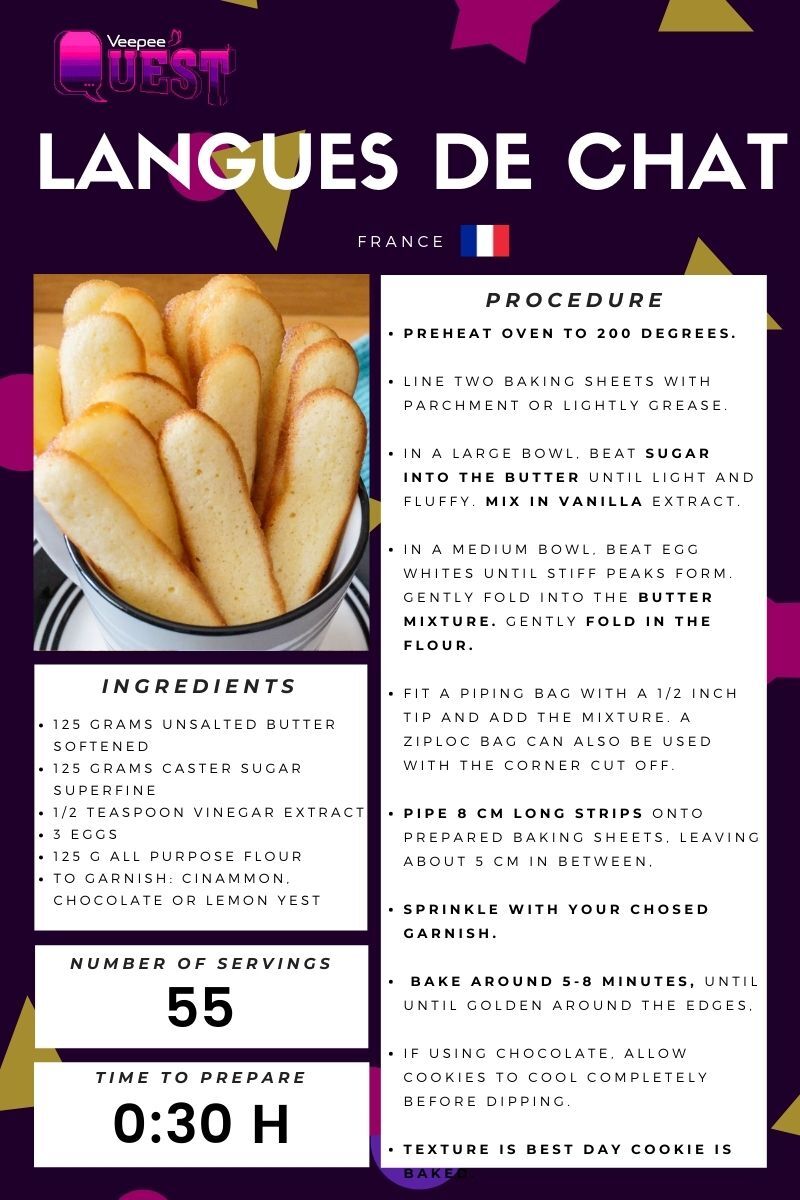 Veepee
QUEST
LANGUES DE CHAT
FRANCE
INGREDIENTS
• 125 GRAMS UNSALTED BUTTER
SOFTENED
• 125 GRAMS CASTER SUGAR
SUPERFINE
• 1/2 TEASPOON VINEGAR EXTRACT
• 3 EGGS
• 125 G ALL PURPOSE FLOUR
• TO GARNISH: CINAMMON,
CHOCOLATE OR LEMON YEST
NUMBER OF SERVINGS
55
TIME TO PREPARE
0:30 H
PROCEDURE
• PREHEAT OVEN TO 200 DEGREES.
• LINE TWO BAKING SHEETS WITH
PARCHMENT OR LIGHTLY GREASE.
• IN A LARGE BOWL, BEAT SUGAR
INTO THE BUTTER UNTIL LIGHT AND
FLUFFY. MIX IN VANILLA EXTRACT.
• IN A MEDIUM BOWL, BEAT EGG
WHITES UNTIL STIFF PEAKS FORM.
GENTLY FOLD INTO THE BUTTER
MIXTURE. GENTLY FOLD IN THE
FLOUR.
• FIT A PIPING BAG WITH A 1/2 INCH
TIP AND ADD THE MIXTURE. A
ZIPLOC BAG CAN ALSO BE USED
WITH THE CORNER CUT OFF.
• PIPE 8 CM LONG STRIPS ONTO
PREPARED BAKING SHEETS, LEAVING
ABOUT 5 CM IN BETWEEN,
• SPRINKLE WITH YOUR CHOSED
GARNISH.
• BAKE AROUND 5-8 MINUTES, UNTIL
UNTIL GOLDEN AROUND THE EDGES,
• IF USING CHOCOLATE, ALLOW
COOKIES TO COOL COMPLETELY
BEFORE DIPPING.
• TEXTURE IS BEST DAY COOKIE IS
BAKED.